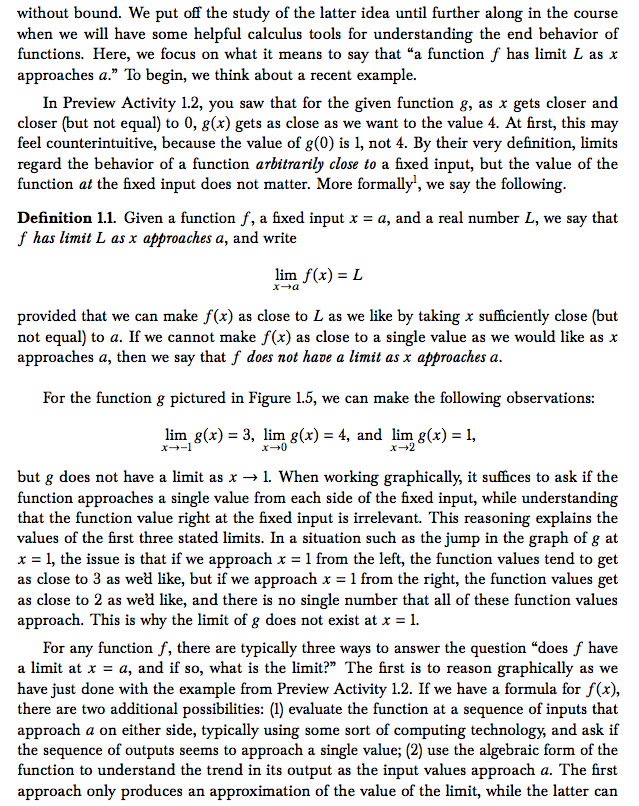 without bound. We put off the study of the latter idea until further along in the course
when we will have some helpful calculus tools for understanding the end behavior of
functions. Here, we focus on what it means to say that “a function f has limit L as x
approaches a.” To begin, we think about a recent example.
In Preview Activity 1.2, you saw that for the given function g, as x gets closer and
closer (but not equal) to 0, g(x) gets as close as we want to the value 4. At first, this may
feel counterintuitive, because the value of g(0) is 1, not 4. By their very definition, limits
regard the behavior of a function arbitrarily close to a fixed input, but the value of the
function at the fixed input does not matter. More formally¹, we say the following.
Definition 1.1. Given a function f, a fixed input x = a, and a real number L, we say that
f has limit L as x approaches a, and write
lim f(x) = L
x→a
provided that we can make f(x) as close to L as we like by taking x sufficiently close (but
not equal) to a. If we cannot make f(x) as close to a single value as we would like as x
approaches a, then we say that f does not have a limit as x approaches a.
For the function g pictured in Figure 1.5, we can make the following observations:
lim g(x) = 3, lim g(x) = 4, and lim g(x) = 1,
x→−1 x→0 x→2
but g does not have a limit as x → 1. When working graphically, it suffices to ask if the
function approaches a single value from each side of the fixed input, while understanding
that the function value right at the fixed input is irrelevant. This reasoning explains the
values of the first three stated limits. In a situation such as the jump in the graph of g at
x = 1, the issue is that if we approach x = 1 from the left, the function values tend to get
as close to 3 as we'd like, but if we approach x = 1 from the right, the function values get
as close to 2 as we'd like, and there is no single number that all of these function values
approach. This is why the limit of g does not exist at x = 1.
For any function f, there are typically three ways to answer the question “does f have
a limit at x = a, and if so, what is the limit?” The first is to reason graphically as we
have just done with the example from Preview Activity 1.2. If we have a formula for f(x),
there are two additional possibilities: (1) evaluate the function at a sequence of inputs that
approach a on either side, typically using some sort of computing technology, and ask if
the sequence of outputs seems to approach a single value; (2) use the algebraic form of the
function to understand the trend in its output as the input values approach a. The first
approach only produces an approximation of the value of the limit, while the latter can